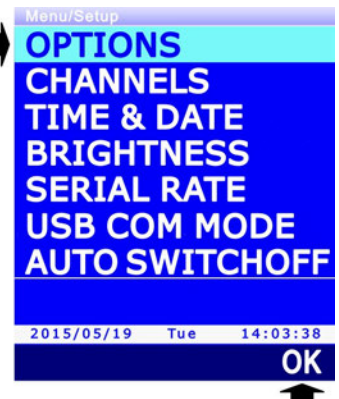 Menu/Setup
OPTIONS
CHANNELS
TIME & DATE
BRIGHTNESS
SERIAL RATE
USB COM MODE
AUTO SWITCHOFF
2015/05/19 Tue 14:03:38
OK